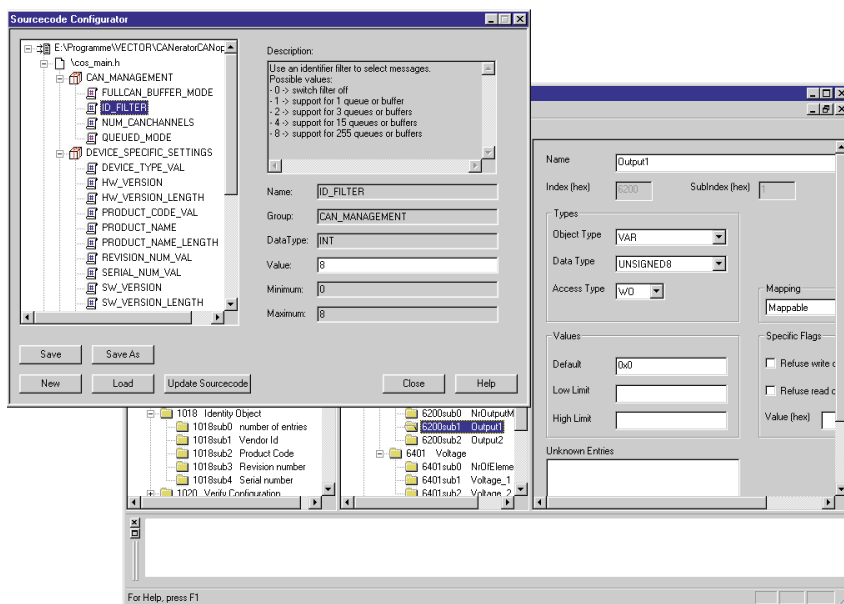 Sourcecode Configurator
E:\Programme\VECTOR\CANeratorCANop
\cos_main.h
CAN_MANAGEMENT
FULLCAN_BUFFER_MODE
ID_FILTER
NUM_CANCHANNELS
QUEUED_MODE
DEVICE_SPECIFIC_SETTINGS
DEVICE_TYPE_VAL
HW_VERSION
HW_VERSION_LENGTH
PRODUCT_CODE_VAL
PRODUCT_NAME
PRODUCT_NAME_LENGTH
REVISION_NUM_VAL
SERIAL_NUM_VAL
SW_VERSION
SW_VERSION_LENGTH
Description:
Use an identifier filter to select messages.
Possible values:
- 0 -> switch filter off
- 1 -> support for 1 queue or buffer
- 2 -> support for 3 queues or buffers
- 4 -> support for 15 queues or buffers
- 8 -> support for 255 queues or buffers
Name: ID_FILTER
Group: CAN_MANAGEMENT
DataType: INT
Value: 8
Minimum: 0
Maximum: 8
Save Save As
New Load Update Sourcecode Close Help
Name Output1
Index (hex) 6200 SubIndex (hex) 1
Types
Object Type VAR
Data Type UNSIGNED8
Access Type WO
Mapping
Mappable
Values
Default 0x0
Low Limit
High Limit
Specific Flags
Refuse write o
Refuse read o
Value (hex)
Unknown Entries
1018 Identity Object
1018sub0 number of entries
1018sub1 Vendor Id
1018sub2 Product Code
1018sub3 Revision number
1018sub4 Serial number
1020 Verify Configuration
6200sub0 NrOutputM
6200sub1 Output1
6200sub2 Output2
6401 Voltage
6401sub0 NrOfEleme
6401sub1 Voltage_1
6401sub2 Voltage_2
For Help, press F1